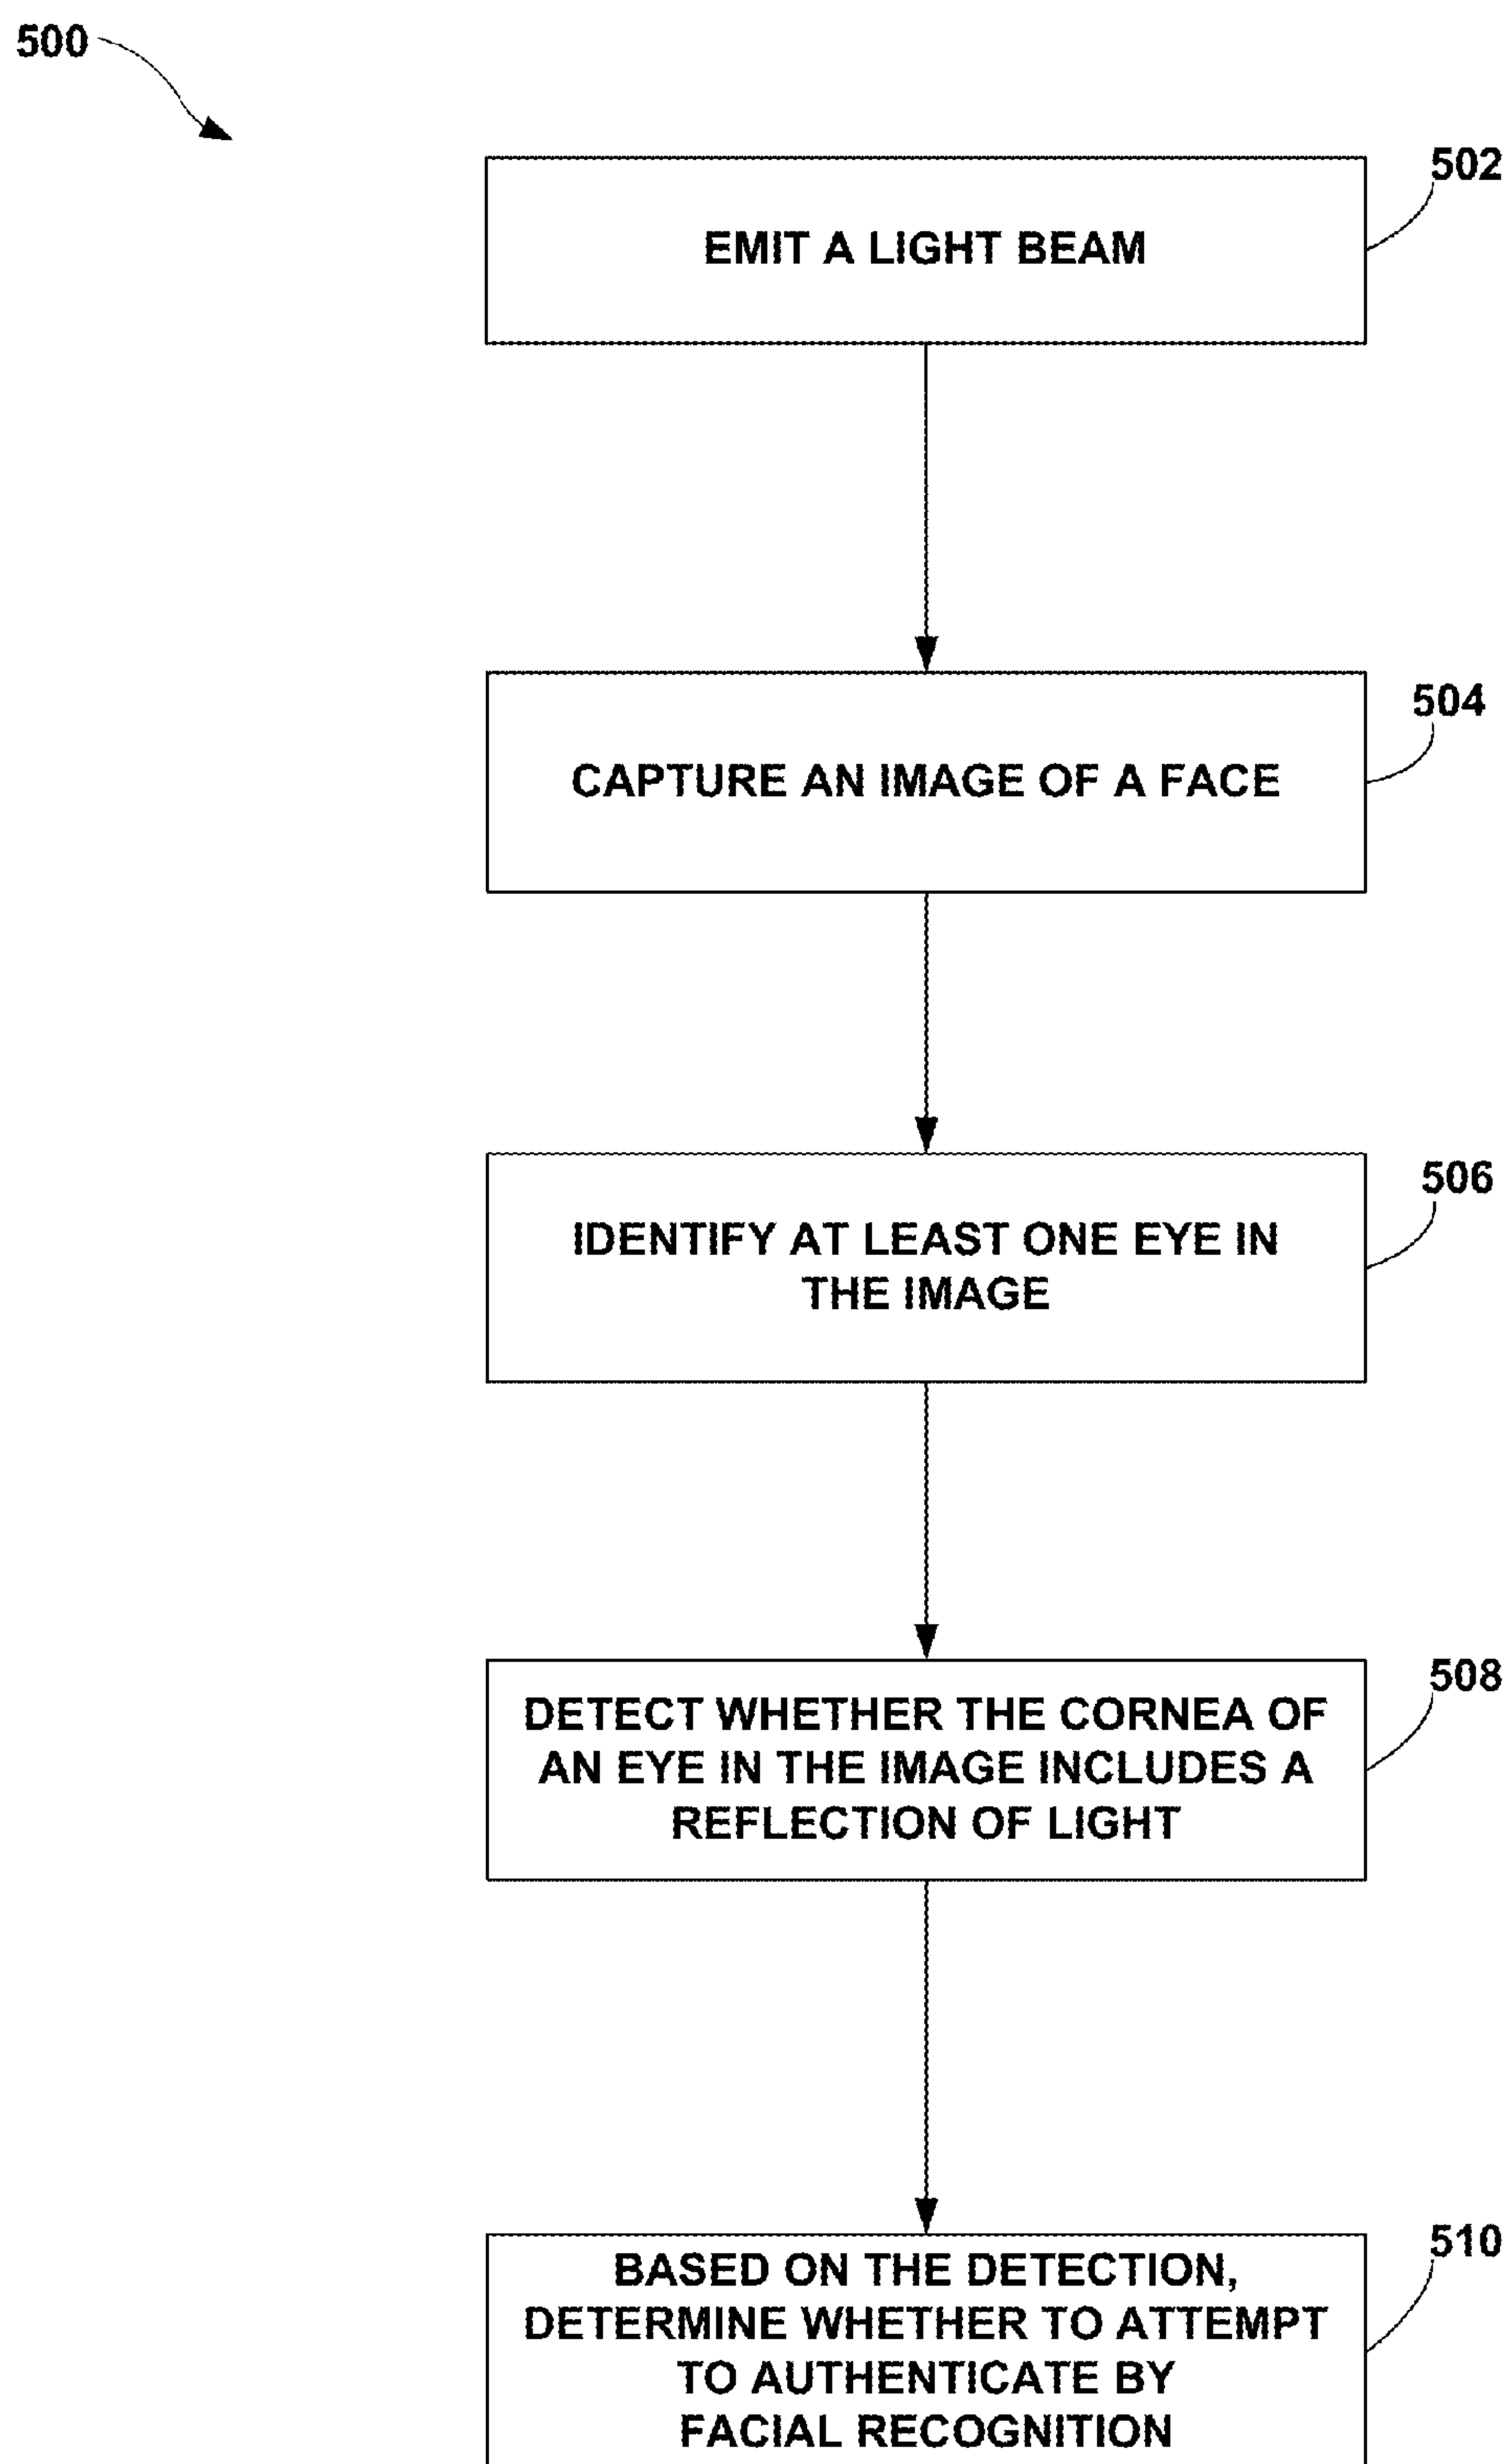 500
502
EMIT A LIGHT BEAM
504
CAPTURE AN IMAGE OF A FACE
506
IDENTIFY AT LEAST ONE EYE IN
THE IMAGE
508
DETECT WHETHER THE CORNEA OF
AN EYE IN THE IMAGE INCLUDES A
REFLECTION OF LIGHT
510
BASED ON THE DETECTION,
DETERMINE WHETHER TO ATTEMPT
TO AUTHENTICATE BY
FACIAL RECOGNITION